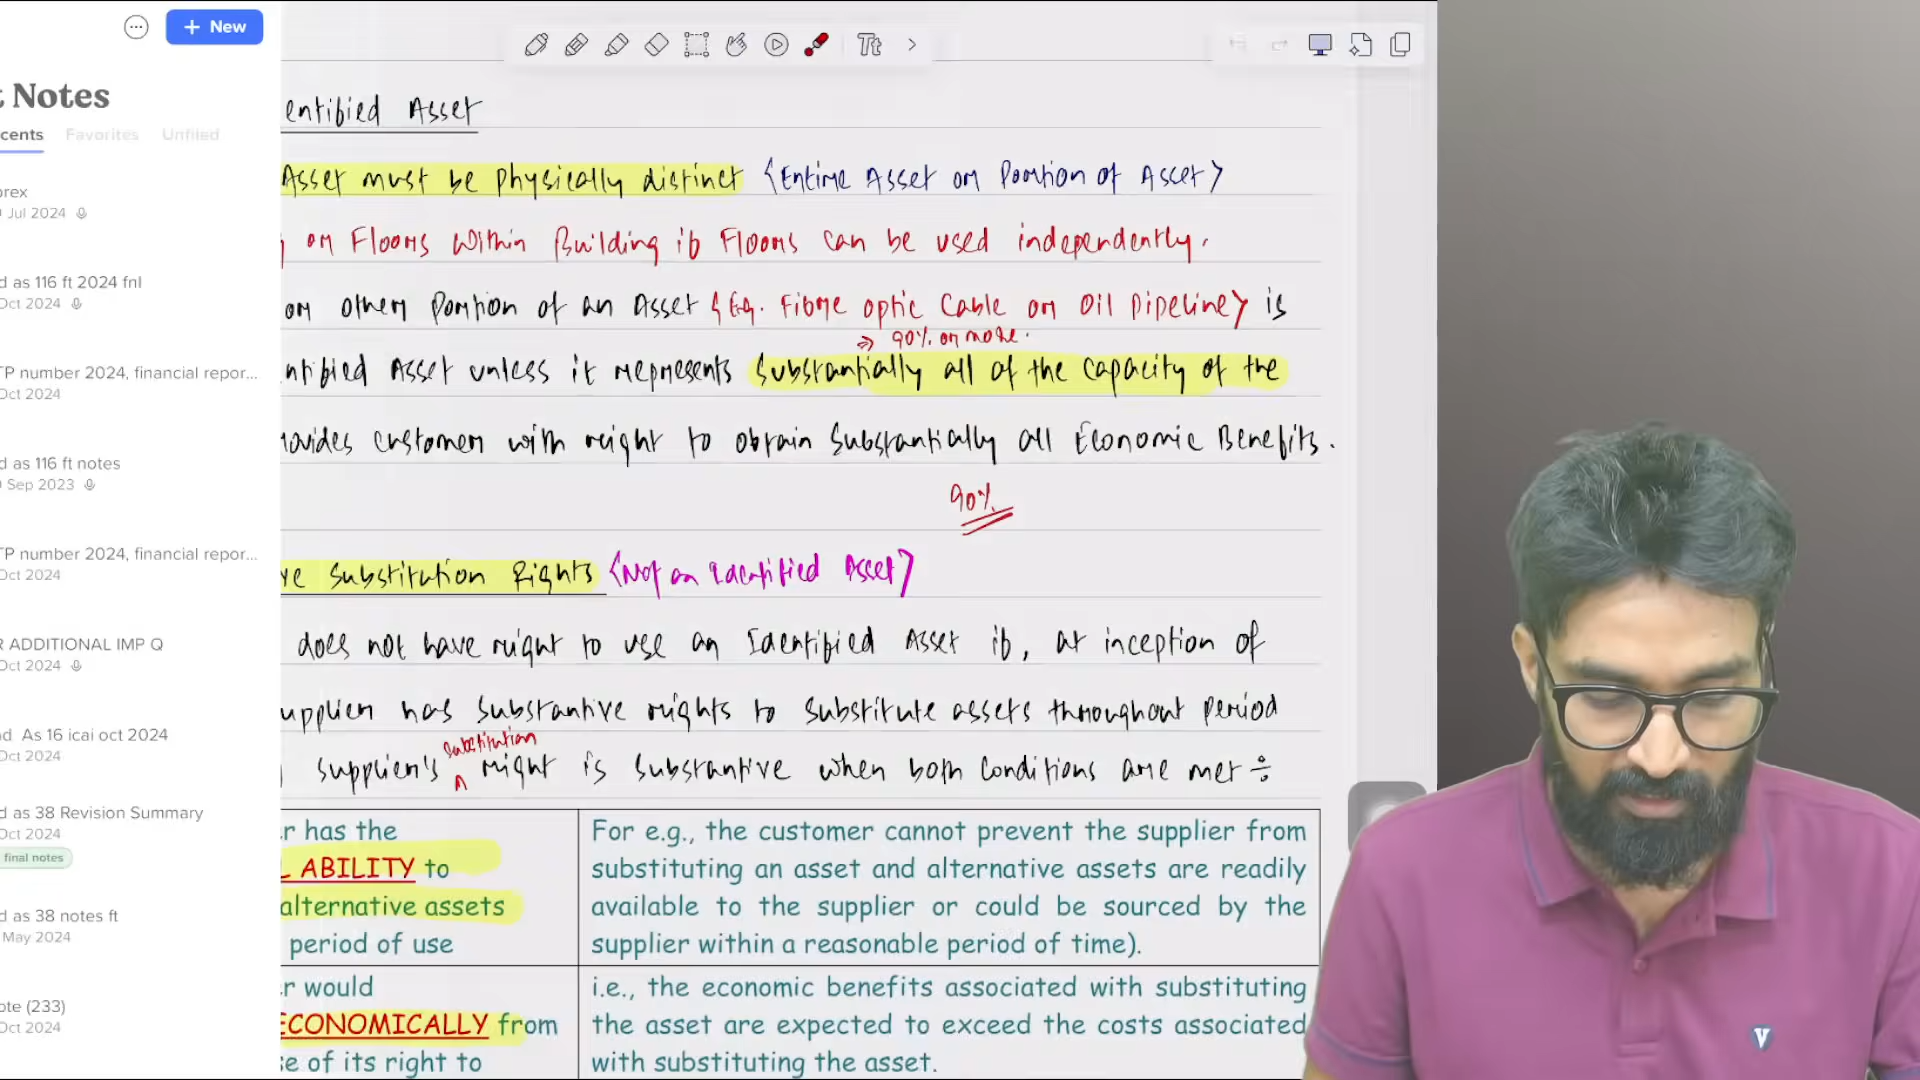 New
Notes
cents Favorites Unfiled
orex
Jul 2024
d as 116 ft 2024 fnl
Oct 2024
TP number 2024, financial repor...
Oct 2024
d as 116 ft notes
Sep 2023
TP number 2024, financial repor...
Oct 2024
R ADDITIONAL IMP Q
Oct 2024
nd As 16 icai oct 2024
Oct 2024
d as 38 Revision Summary
Oct 2024
final notes
d as 38 notes ft
May 2024
ote (233)
Oct 2024
Tt
entified Asset
Asset must be physically distinct {Entire Asset or Portion of Asset}
or Floors within Building if Floors can be used independently.
or other Portion of an Asset {Eg. Fibre optic Cable or Oil Pipeline} is
⇒ 90% or more.
ntified Asset unless it represents substantially all of the capacity of the
rovides customer with right to obtain substantially all Economic Benefits.
90%
ve Substitution Rights {Not an Identified Asset}
does not have right to use an Identified Asset if, at inception of
upplier has substantive rights to substitute assets throughout period
substitution
supplier's ^ right is substantive when both conditions are met ÷
r has the
L ABILITY to
alternative assets
period of use
For e.g., the customer cannot prevent the supplier from
substituting an asset and alternative assets are readily
available to the supplier or could be sourced by the
supplier within a reasonable period of time).
r would
ECONOMICALLY from
se of its right to
i.e., the economic benefits associated with substituting
the asset are expected to exceed the costs associated
with substituting the asset.
V